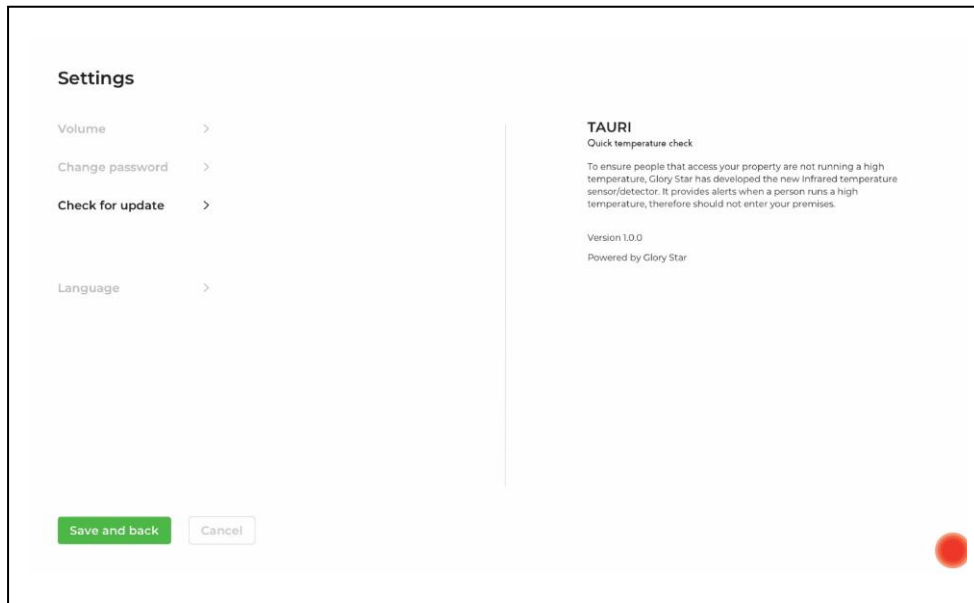 Settings
Volume
Change password
Check for update
Language
Save and back
Cancel
TAURI
Quick temperature check
To ensure people that access your property are not running a high
temperature, Glory Star has developed the new Infrared temperature
sensor/detector. It provides alerts when a person runs a high
temperature, therefore should not enter your premises.
Version 1.0.0
Powered by Glory Star